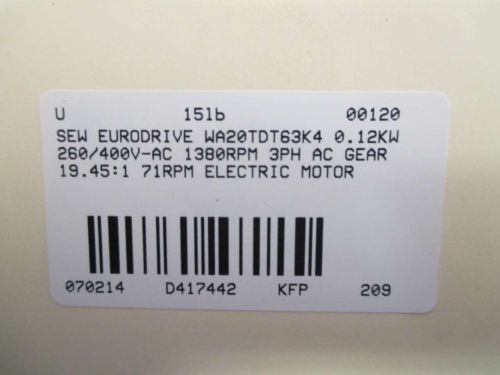 U 15lb 00120
SEW EURODRIVE WA20TDT63K4 0.12KW
260/400V-AC 1380RPM 3PH AC GEAR
19.45:1 71RPM ELECTRIC MOTOR
070214 D417442 KFP 209